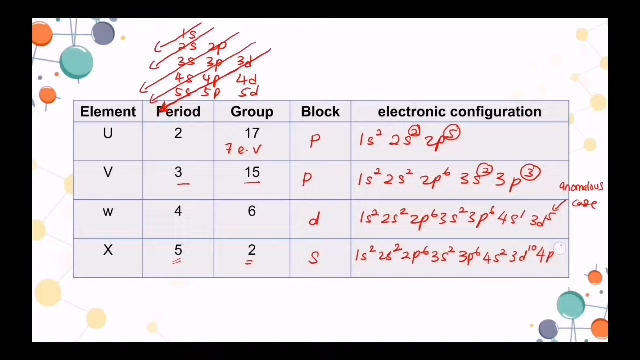 1s
2s 2p
3s 3p 3d
4s 4p 4d
5s 5p 5d
Element Period Group Block electronic configuration
U 2 17 p 1s² 2s² 2p⁵
7 e.V
V 3 15 p 1s² 2s² 2p⁶ 3s² 3p³
anomalous
case
w 4 6 d 1s² 2s² 2p⁶ 3s² 3p⁶ 4s¹ 3d⁵
X 5 2 s 1s² 2s² 2p⁶ 3s² 3p⁶ 4s² 3d¹⁰ 4p